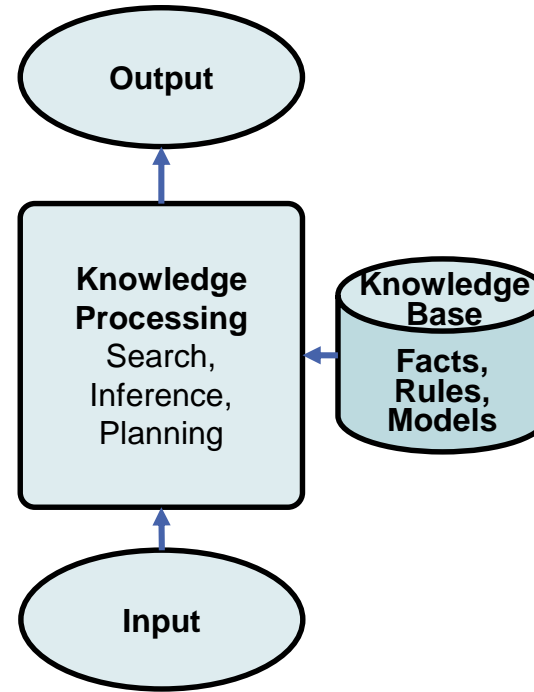 Output
Knowledge
Processing
Search,
Inference,
Planning
Knowledge
Base
Facts,
Rules,
Models
Input